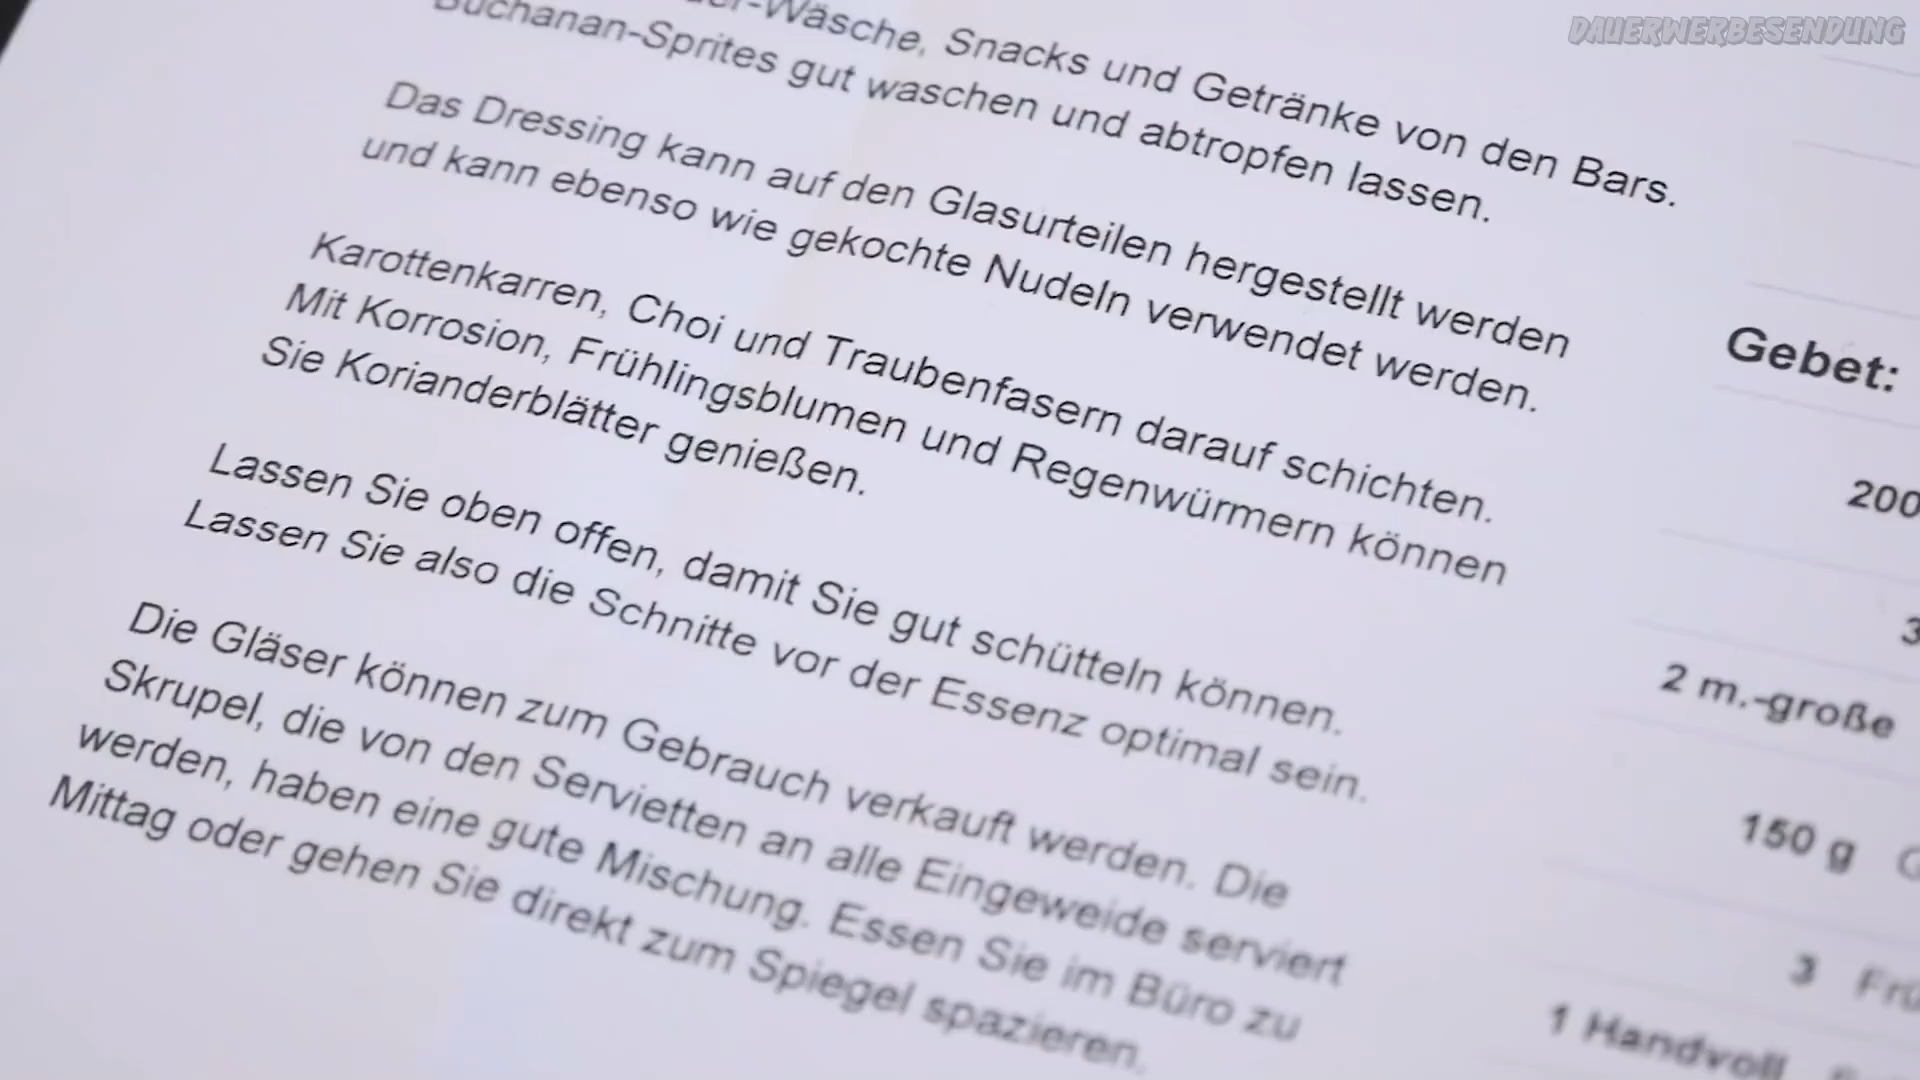 DAUERWERBESENDUNG
-Wäsche, Snacks und Getränke von den Bars.
Buchanan-Sprites gut waschen und abtropfen lassen.
Das Dressing kann auf den Glasurteilen hergestellt werden
und kann ebenso wie gekochte Nudeln verwendet werden.
Karottenkarren, Choi und Traubenfasern darauf schichten.
Mit Korrosion, Frühlingsblumen und Regenwürmern können
Sie Korianderblätter genießen.
Lassen Sie oben offen, damit Sie gut schütteln können.
Lassen Sie also die Schnitte vor der Essenz optimal sein.
Die Gläser können zum Gebrauch verkauft werden. Die
Skrupel, die von den Servietten an alle Eingeweide serviert
werden, haben eine gute Mischung. Essen Sie im Büro zu
Mittag oder gehen Sie direkt zum Spiegel spazieren.
Gebet:
200
3
2 m.-große
150 g
3 Frü
1 Handvoll